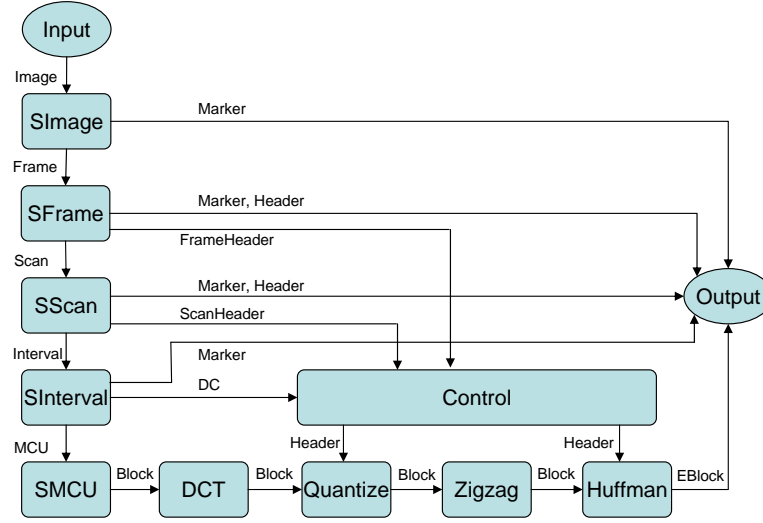 Input
Image
SImage
Marker
Frame
SFrame
Marker, Header
FrameHeader
Scan
SScan
Marker, Header
ScanHeader
Output
Interval
Marker
SInterval
DC
Control
MCU
Header
Header
SMCU
Block
DCT
Block
Quantize
Block
Zigzag
Block
Huffman
EBlock